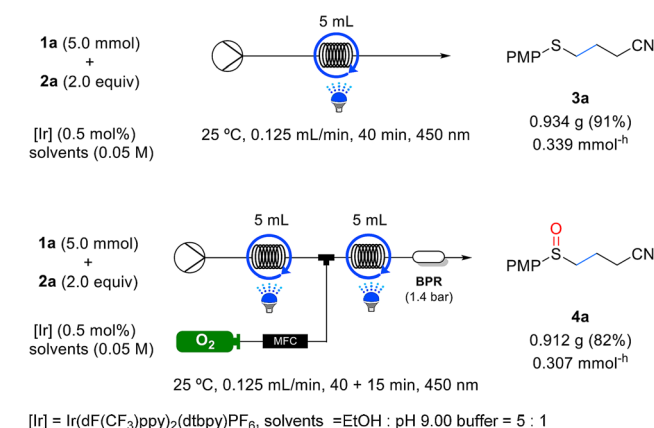 5 mL
1a (5.0 mmol)
+
2a (2.0 equiv)
[Ir] (0.5 mol%)
solvents (0.05 M)
25 ºC, 0.125 mL/min, 40 min, 450 nm
PMP S CN
3a
0.934 g (91%)
0.339 mmol⁻ʰ
5 mL
5 mL
1a (5.0 mmol)
+
2a (2.0 equiv)
[Ir] (0.5 mol%)
solvents (0.05 M)
O₂
MFC
BPR
(1.4 bar)
25 ºC, 0.125 mL/min, 40 + 15 min, 450 nm
O
PMP S CN
4a
0.912 g (82%)
0.307 mmol⁻ʰ
[Ir] = Ir(dF(CF₃)ppy)₂(dtbpy)PF₆, solvents =EtOH : pH 9.00 buffer = 5 : 1